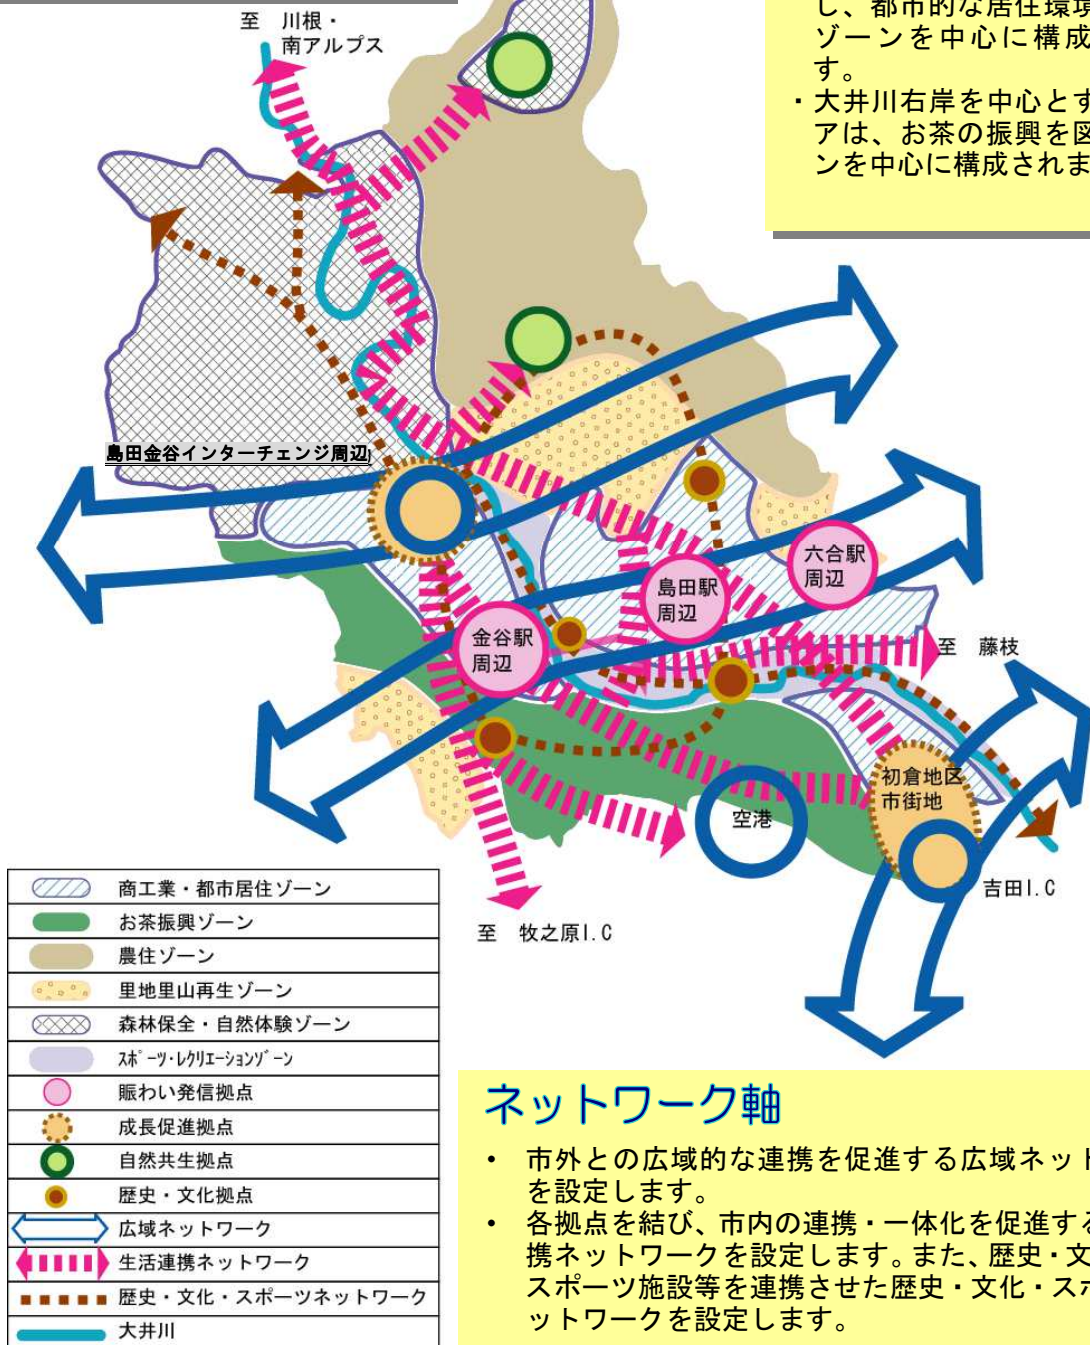 し、都市的な居住環境
ゾーンを中心に構成
す。
・大井川右岸を中心とす
アは、お茶の振興を図
ンを中心に構成されま
至 川根・
南アルプス
島田金谷インターチェンジ周辺
六合駅
周辺
島田駅
周辺
金谷駅
周辺
至 藤枝
初倉地区
市街地
空港
吉田I.C
至 牧之原I.C
商工業・都市居住ゾーン
お茶振興ゾーン
農住ゾーン
里地里山再生ゾーン
森林保全・自然体験ゾーン
ｽﾎﾟｰﾂ･ﾚｸﾘｴｰｼｮﾝｿﾞｰﾝ
賑わい発信拠点
成長促進拠点
自然共生拠点
歴史・文化拠点
広域ネットワーク
生活連携ネットワーク
歴史・文化・スポーツネットワーク
大井川
ネットワーク軸
• 市外との広域的な連携を促進する広域ネット
を設定します。
• 各拠点を結び、市内の連携・一体化を促進する
携ネットワークを設定します。また、歴史・文
スポーツ施設等を連携させた歴史・文化・スポ
ットワークを設定します。